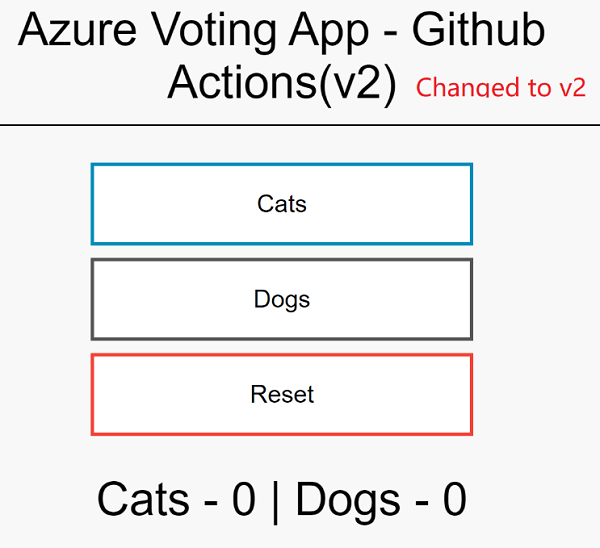 Azure Voting App - Github
Actions(v2) Changed to v2
Cats
Dogs
Reset
Cats - 0 | Dogs - 0